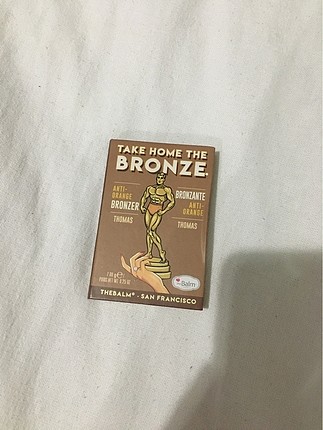 TAKE HOME THE
BRONZE®
ANTI-
ORANGE
BRONZER
THOMAS
BRONZANTE
ANTI-
ORANGE
THOMAS
theBalm
THEBALM® · SAN FRANCISCO